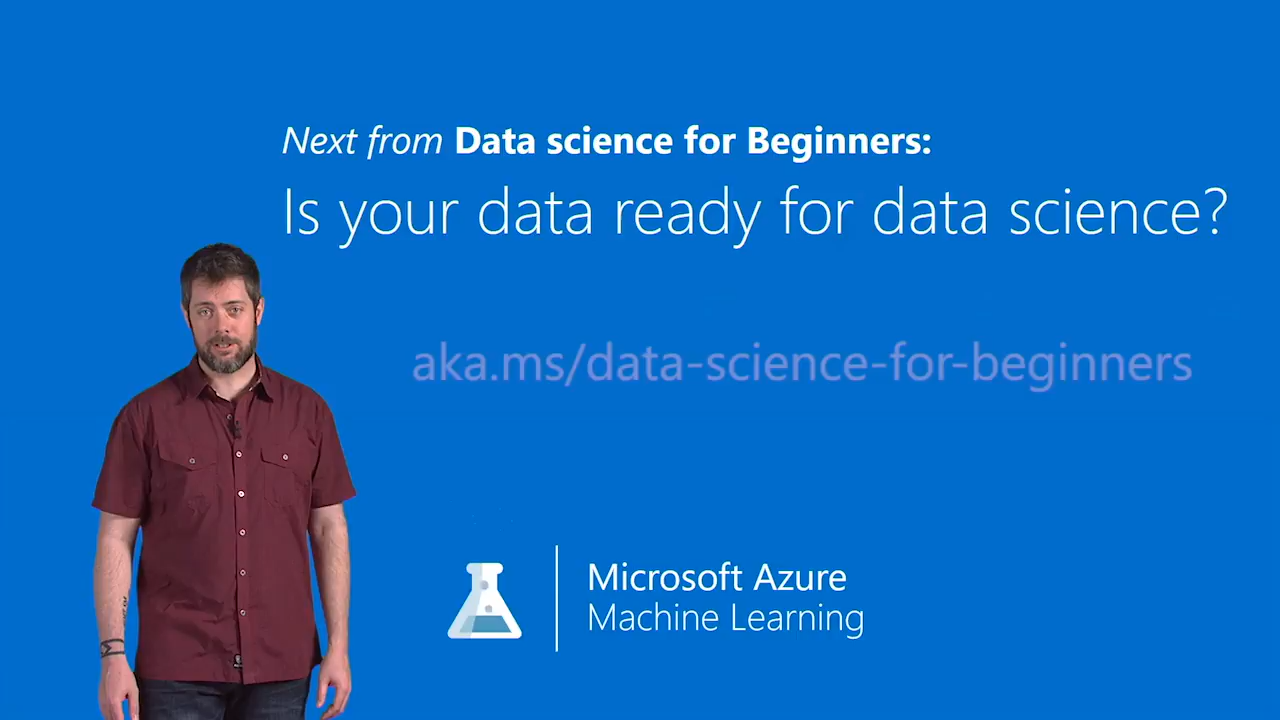 Next from Data science for Beginners:
Is your data ready for data science?
aka.ms/data-science-for-beginners
Microsoft Azure
Machine Learning